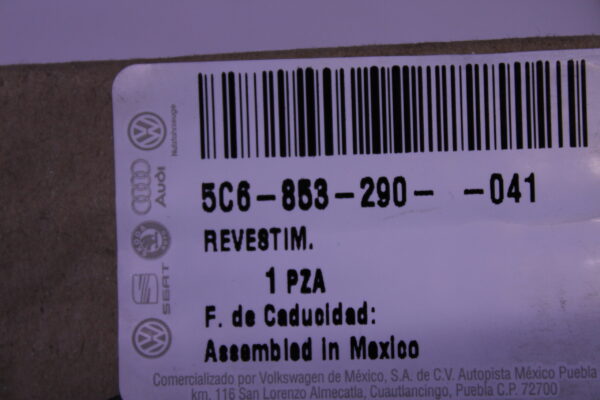 Nutzfahrzeuge
Audi
SKODA
SEAT
5C6-853-290- -041
REVESTIM.
1 PZA
F. de Caducidad:
Assembled in Mexico
Comercializado por Volkswagen de México, S.A. de C.V. Autopista México Puebla
km. 116 San Lorenzo Almecatla, Cuautlancingo, Puebla C.P. 72700